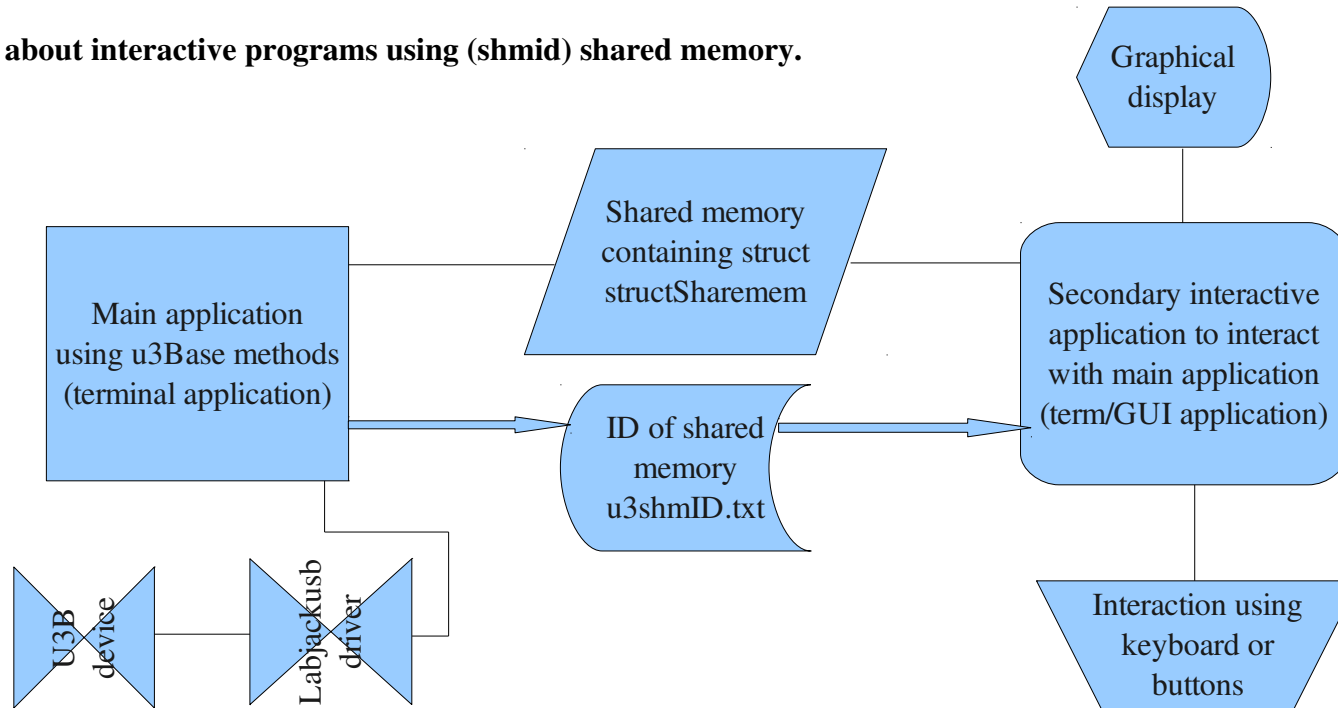 about interactive programs using (shmid) shared memory.
Graphical
display
Shared memory
containing struct
structSharemem
Main application
using u3Base methods
(terminal application)
Secondary interactive
application to interact
with main application
(term/GUI application)
ID of shared
memory
u3shmID.txt
U3B
device
Labjackusb
driver
Interaction using
keyboard or
buttons